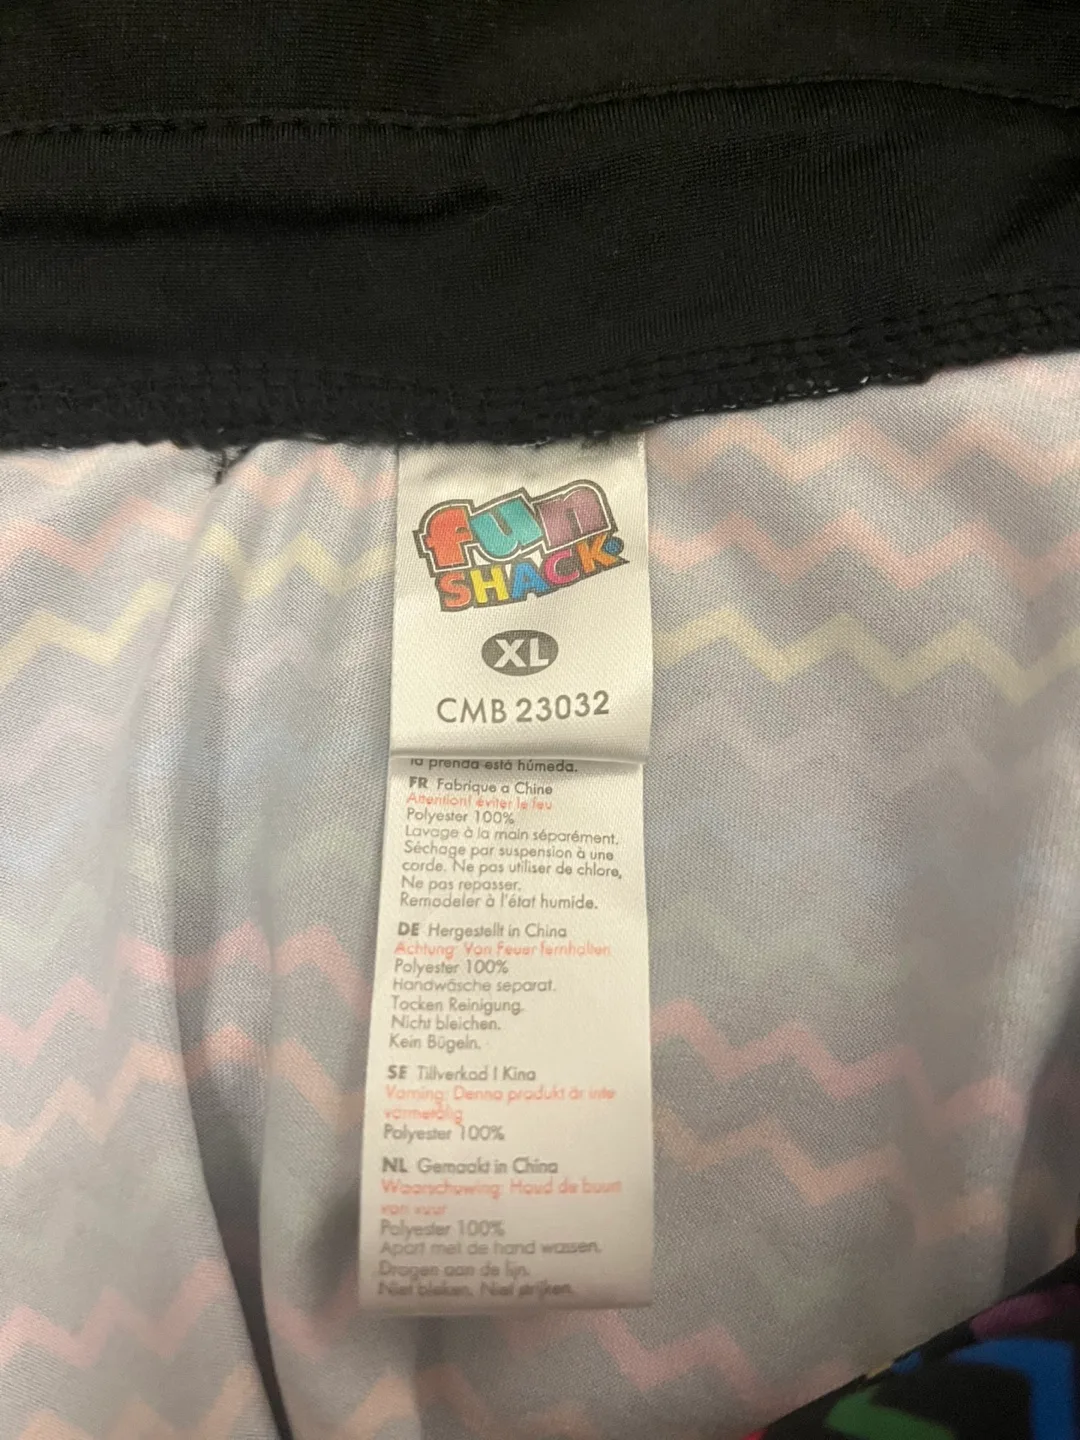 fun
SHACK
XL
CMB 23032
la prenda está húmeda.
FR Fabrique a Chine
Attention! éviter le feu
Polyester 100%
Lavage à la main séparément.
Séchage par suspension à une
corde. Ne pas utiliser de chlore,
Ne pas repasser.
Remodeler à l'état humide.
DE Hergestellt in China
Achtung: Von Feuer fernhalten
Polyester 100%
Handwäsche separat.
Tocken Reinigung.
Nicht bleichen.
Kein Bügeln.
SE Tillverkad I Kina
Varning: Denna produkt är inte
varmetålig
Polyester 100%
NL Gemaakt in China
Waarschuwing: Houd de buurt
van vuur
Polyester 100%
Apart met de hand wassen.
Drogen aan de lijn.
Niet bleken. Niet strijken.